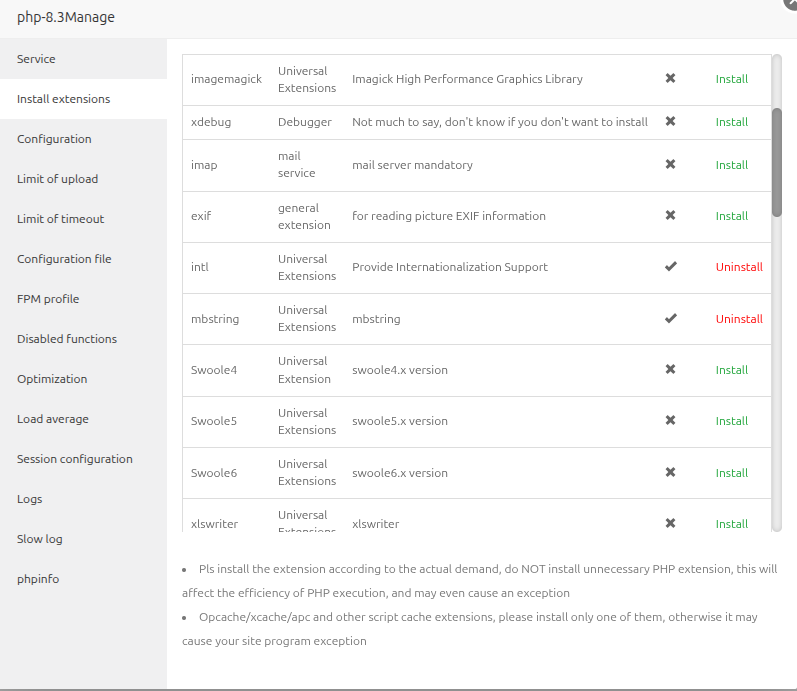 php-8.3Manage
Service
Install extensions
Configuration
Limit of upload
Limit of timeout
Configuration file
FPM profile
Disabled functions
Optimization
Load average
Session configuration
Logs
Slow log
phpinfo
imagemagick Universal Extensions Imagick High Performance Graphics Library ✖ Install
xdebug Debugger Not much to say, don't know if you don't want to install ✖ Install
imap mail service mail server mandatory ✖ Install
exif general extension for reading picture EXIF information ✖ Install
intl Universal Extensions Provide Internationalization Support ✔ Uninstall
mbstring Universal Extensions mbstring ✔ Uninstall
Swoole4 Universal Extension swoole4.x version ✖ Install
Swoole5 Universal Extensions swoole5.x version ✖ Install
Swoole6 Universal Extensions swoole6.x version ✖ Install
xlswriter Universal Extensions xlswriter ✖ Install
▪ Pls install the extension according to the actual demand, do NOT install unnecessary PHP extension, this will
affect the efficiency of PHP execution, and may even cause an exception
▪ Opcache/xcache/apc and other script cache extensions, please install only one of them, otherwise it may
cause your site program exception